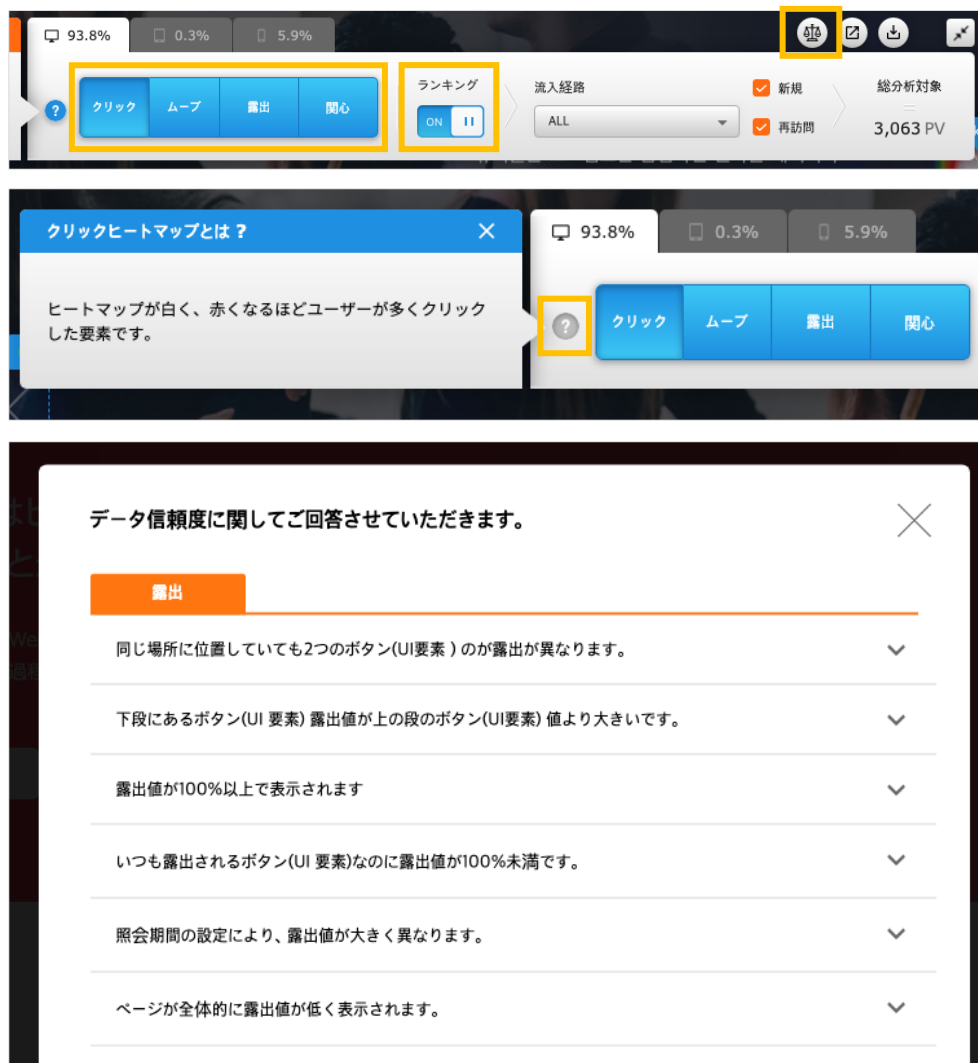 93.8%
0.3%
5.9%
?
クリック
ムーブ
露出
関心
ランキング
ON
流入経路
ALL
新規
再訪問
総分析対象
=
3,063 PV
クリックヒートマップとは ?
ヒートマップが白く、赤くなるほどユーザーが多くクリック
した要素です。
93.8%
0.3%
5.9%
?
クリック
ムーブ
露出
関心
データ信頼度に関してご回答させていただきます。
露出
同じ場所に位置していても2つのボタン(UI要素 ) のが露出が異なります。
下段にあるボタン(UI 要素) 露出値が上の段のボタン(UI要素) 値より大きいです。
露出値が100%以上で表示されます
いつも露出されるボタン(UI 要素)なのに露出値が100%未満です。
照会期間の設定により、露出値が大きく異なります。
ページが全体的に露出値が低く表示されます。